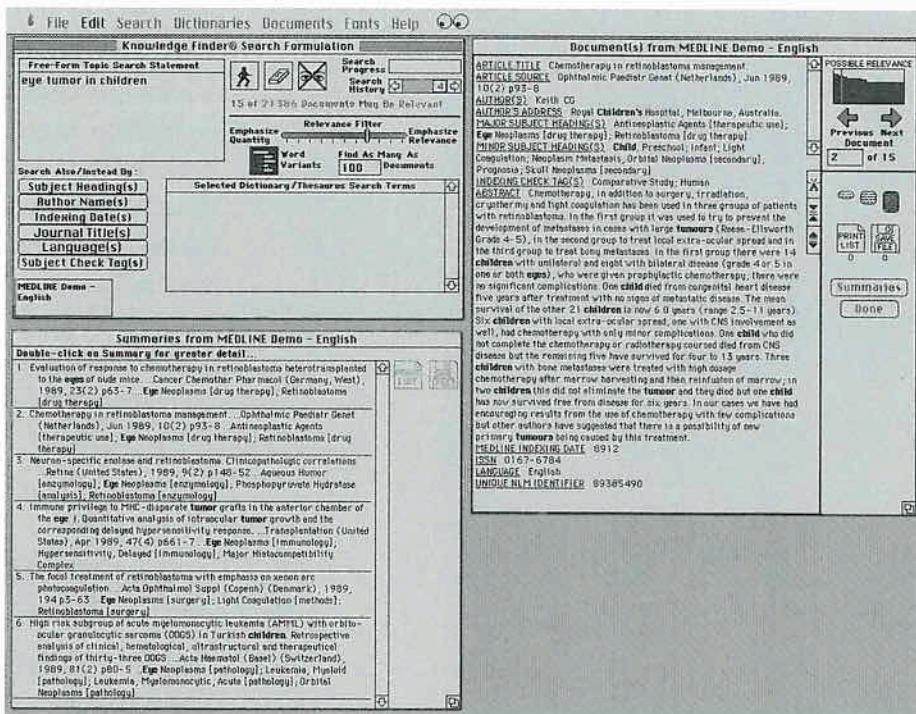 File Edit Search Dictionaries Documents Fonts Help
Knowledge Finder® Search Formulation
Free-Form Topic Search Statement
eye tumor in children
Search
Progress
Search
History
4
15 of 21386 Documents May Be Relevant
Relevance Filter
Emphasize
Quantity
Emphasize
Relevance
Word
Variants
Find As Many As
100
Documents
Search Also/Instead By:
Subject Heading(s)
Author Name(s)
Indexing Date(s)
Journal Title(s)
Language(s)
Subject Check Tag(s)
Selected Dictionary/Thesaurus Search Terms
MEDLINE Demo -
English
Summaries from MEDLINE Demo - English
Double-click on Summary for greater detail...
1. Evaluation of response to chemotherapy in retinoblastoma heterotransplanted
to the eyes of nude mice. ...Cancer Chemother Pharmacol (Germany, West),
1989, 23(2) p63-7. ...Eye Neoplasms [drug therapy]; Retinoblastoma
[drug therapy]
2. Chemotherapy in retinoblastoma management. ...Ophthalmic Paediatr Genet
(Netherlands), Jun 1989, 10(2) p93-8. ...Antineoplastic Agents
[therapeutic use]; Eye Neoplasms [drug therapy]; Retinoblastoma [drug
therapy]
3. Neuron-specific enolase and retinoblastoma. Clinicopathologic correlations.
...Retina (United States), 1989, 9(2) p148-52. ...Aqueous Humor
[enzymology]; Eye Neoplasms [enzymology]; Phosphopyruvate Hydratase
[analysis]; Retinoblastoma [enzymology]
4. Immune privilege to MHC-disparate tumor grafts in the anterior chamber of
the eye. I. Quantitative analysis of intraocular tumor growth and the
corresponding delayed hypersensitivity response. ...Transplantation (United
States), Apr 1989, 47(4) p661-7. ...Eye Neoplasms [immunology];
Hypersensitivity, Delayed [immunology]; Major Histocompatibility
Complex
5. The focal treatment of retinoblastoma with emphasis on xenon arc
photocoagulation. ...Acta Ophthalmol Suppl (Copenh) (Denmark), 1989,
194 p3-63. ...Eye Neoplasms [surgery]; Light Coagulation [methods];
Retinoblastoma [surgery]
6. High risk subgroup of acute myelomonocytic leukemia (AMML) with orbito-
ocular granulocytic sarcoma (OOGS) in Turkish children. Retrospective
analysis of clinical, hematological, ultrastructural and therapeutical
findings of thirty-three OOGS. ...Acta Haematol (Basel) (Switzerland),
1989, 81(2) p80-5. ...Eye Neoplasms [pathology]; Leukemia, Myeloid
[pathology]; Leukemia, Myelomonocytic, Acute [pathology]; Orbital
Neoplasms [pathology]
Document(s) from MEDLINE Demo - English
ARTICLE TITLE Chemotherapy in retinoblastoma management.
ARTICLE SOURCE Ophthalmic Paediatr Genet (Netherlands), Jun 1989,
10(2) p93-8
AUTHOR(S) Keith CG
AUTHOR'S ADDRESS Royal Children's Hospital, Melbourne, Australia.
MAJOR SUBJECT HEADING(S) Antineoplastic Agents [therapeutic use];
Eye Neoplasms [drug therapy]; Retinoblastoma [drug therapy]
MINOR SUBJECT HEADING(S) Child, Preschool; Infant; Light
Coagulation; Neoplasm Metastasis, Orbital Neoplasms [secondary];
Prognosis; Skull Neoplasms [secondary]
INDEXING CHECK TAG(S) Comparative Study; Human
ABSTRACT Chemotherapy, in addition to surgery, irradiation,
cryothermy and light coagulation has been used in three groups of patients
with retinoblastoma. In the first group it was used to try to prevent the
development of metastases in cases with large tumours (Reese-Ellsworth
Grade 4-5), in the second group to treat local extra-ocular spread and in
the third group to treat bony metastases. In the first group there were 14
children with unilateral and eight with bilateral disease (grade 4 or 5 in
one or both eyes), who were given prophylactic chemotherapy; there were
no significant complications. One child died from congenital heart disease
five years after treatment with no signs of metastatic disease. The mean
survival of the other 21 children is now 6.0 years (range 2.5-11 years).
Six children with local extra-ocular spread, one with CNS involvement as
well, had chemotherapy with only minor complications. One child who did
not complete the chemotherapy or radiotherapy coursed died from CNS
disease but the remaining five have survived for four to 13 years. Three
children with bone metastases were treated with high dosage
chemotherapy after marrow harvesting and then reinfusion of marrow; in
two children this did not eliminate the tumour and they died but one child
has now survived free from disease for six years. In our cases we have had
encouraging results from the use of chemotherapy with few complications
but other authors have suggested that there is a possibility of new
primary tumours being caused by this treatment.
MEDLINE INDEXING DATE 8912
ISSN 0167-6784
LANGUAGE English
UNIQUE NLM IDENTIFIER 89385490
POSSIBLE RELEVANCE
Previous Next
Document
2 of 15
PRINT
LIST
0
SAVE
FILE
0
Summaries
Done